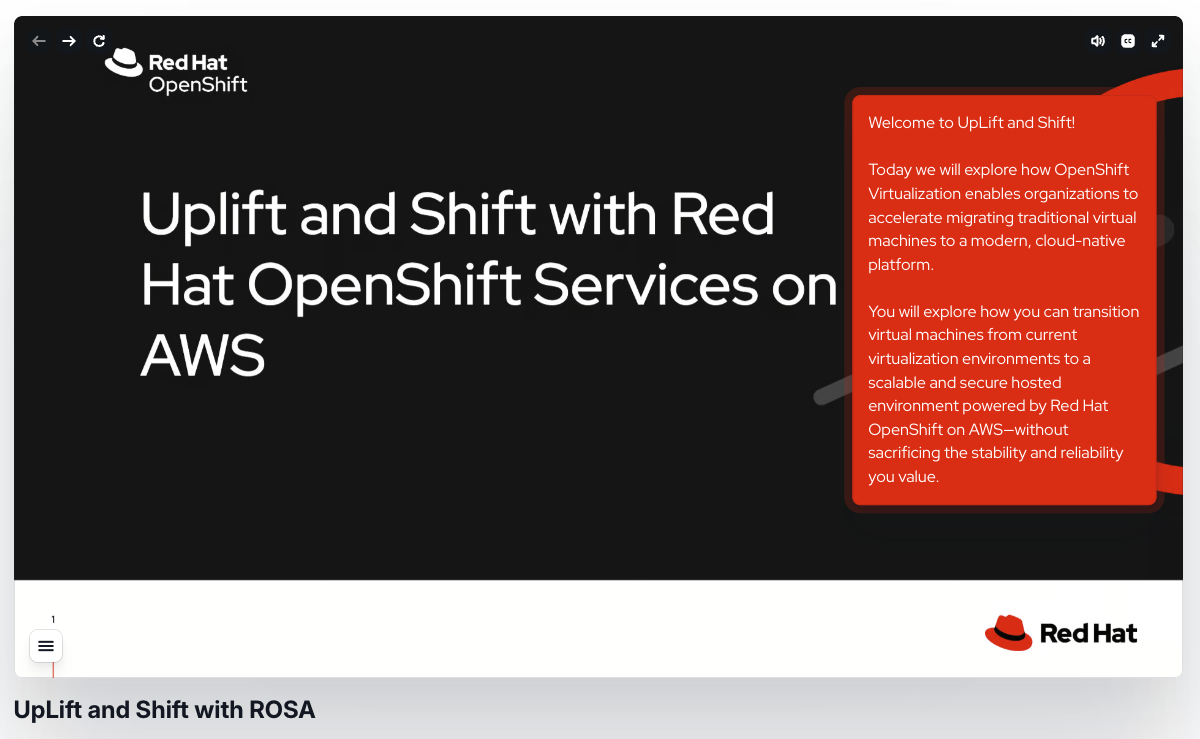 Red Hat
OpenShift
Uplift and Shift with Red
Hat OpenShift Services on
AWS
Welcome to UpLift and Shift!
Today we will explore how OpenShift
Virtualization enables organizations to
accelerate migrating traditional virtual
machines to a modern, cloud-native
platform.
You will explore how you can transition
virtual machines from current
virtualization environments to a
scalable and secure hosted
environment powered by Red Hat
OpenShift on AWS—without
sacrificing the stability and reliability
you value.
1
Red Hat
UpLift and Shift with ROSA